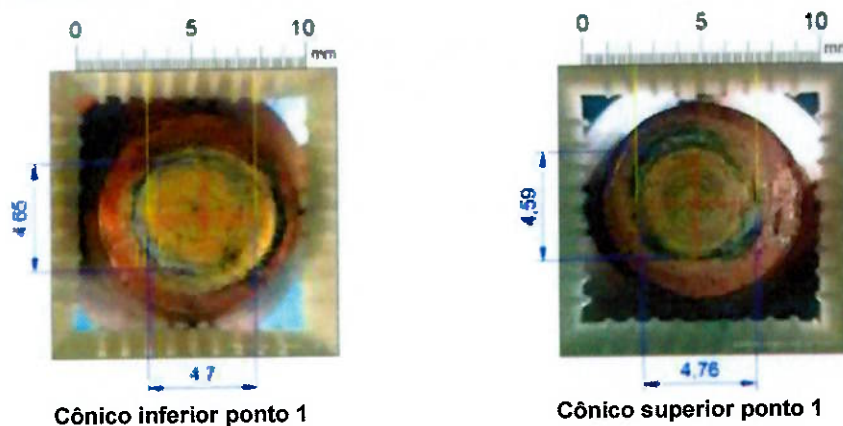 0 5 10
mm
4.65
4.7
Cônico inferior ponto 1
0 5 10
mm
4,59
4,76
Cônico superior ponto 1